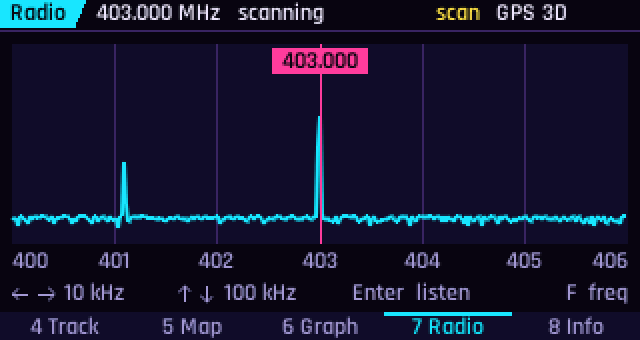 Radio 403.000 MHz scanning scan GPS 3D
403.000
400 401 402 403 404 405 406
← → 10 kHz ↑ ↓ 100 kHz Enter listen F freq
4 Track 5 Map 6 Graph 7 Radio 8 Info